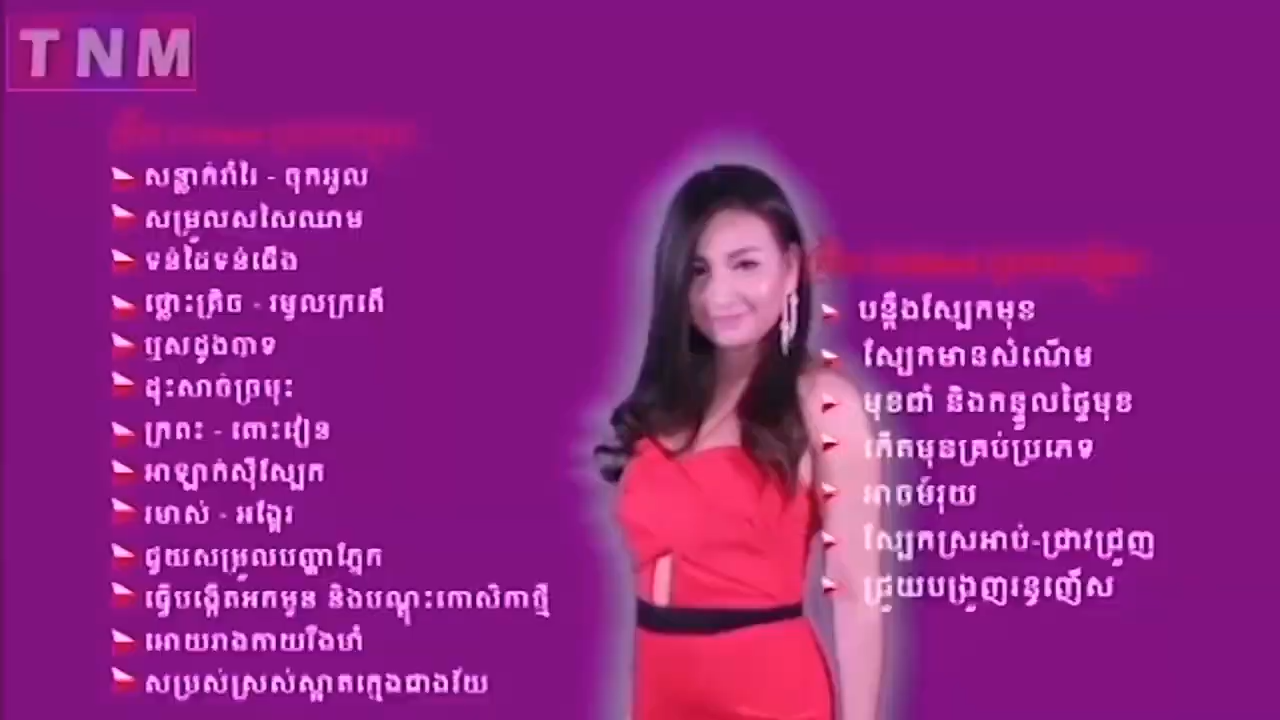 TNM
សន្លាក់រ៉ាំរ៉ៃ - ចុកអួល
សម្រួលសសៃឈាម
ទន់ដៃទន់ជើង
ថ្លោះគ្រិច - រមួលក្រពើ
ឬសដូងបាទ
ដុះសាច់ច្រមុះ
ក្រពះ - ពោះវៀន
អាឡាក់ស៊ីស្បែក
រមាស់ - អង្គែរ
ជួយសម្រួលបញ្ហាភ្នែក
ធ្វើបង្កើតអកមូន និងបណ្តុះកោសិកាថ្មី
អោយរាងកាយរឹងមាំ
សម្រស់ស្រស់ស្អាតក្មេងជាងវ័យ
បន្តឹងស្បែកមុខ
ស្បែកមានសំណើម
មុខជាំ និងកន្ទួលផ្ទៃមុខ
កើតមុនគ្រប់ប្រភេទ
អាចម៍រុយ
ស្បែកស្រអាប់-ជ្រាវជ្រួញ
ជ្រួយបង្រួញរន្ធញើស